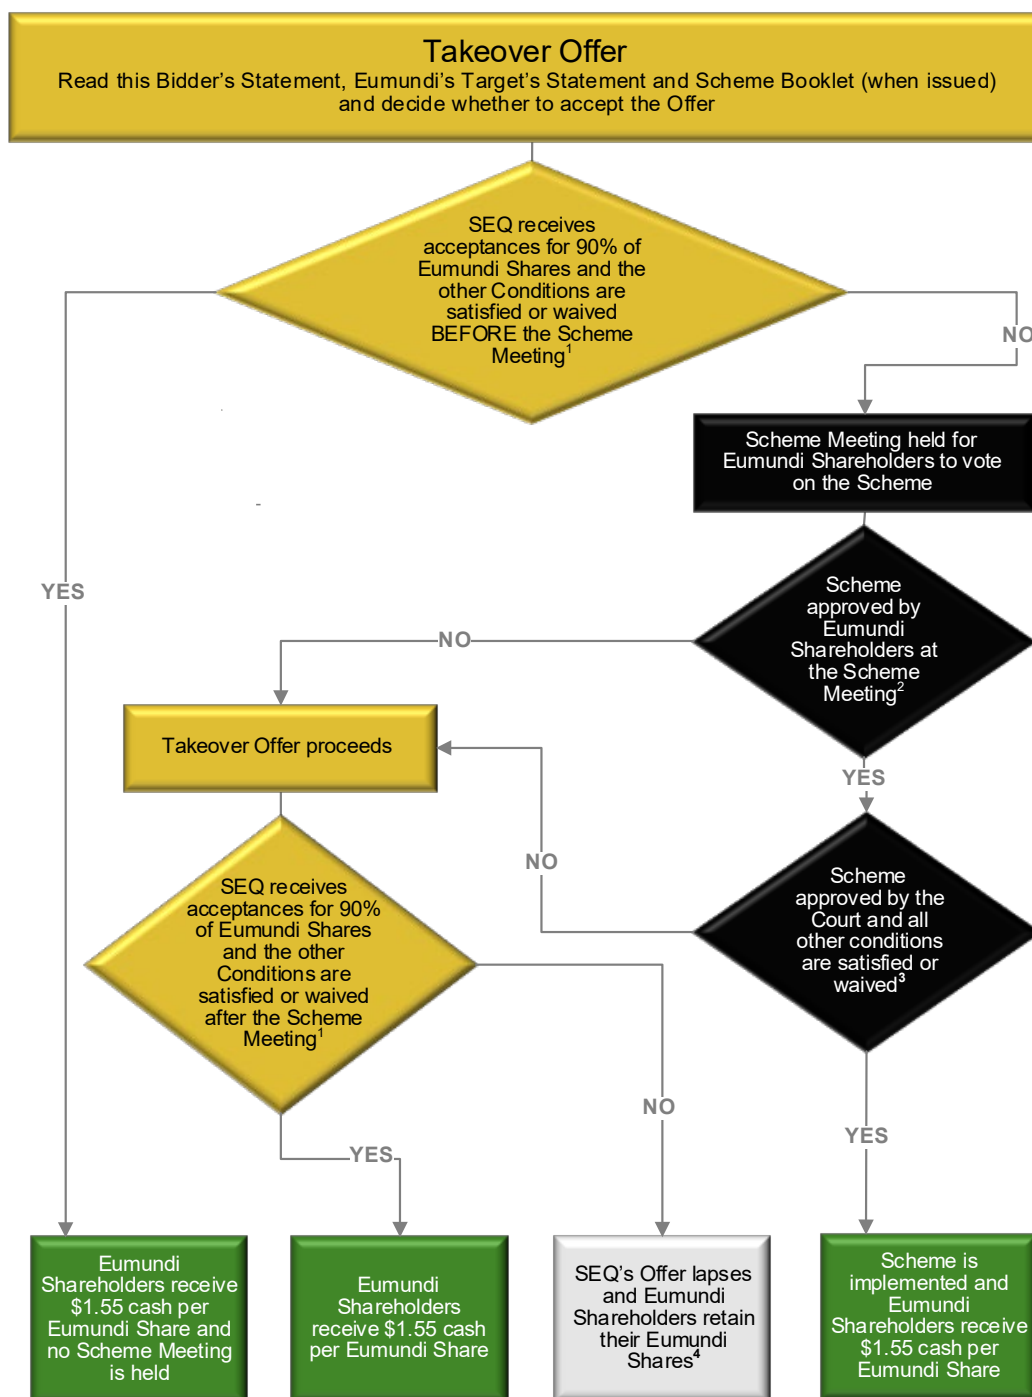 Takeover Offer
Read this Bidder's Statement, Eumundi's Target's Statement and Scheme Booklet (when issued)
and decide whether to accept the Offer
SEQ receives
acceptances for 90% of
Eumundi Shares and the
other Conditions are
satisfied or waived
BEFORE the Scheme
Meeting¹
NO
Scheme Meeting held for
Eumundi Shareholders to vote
on the Scheme
YES
Scheme
approved by
Eumundi
Shareholders at
the Scheme
Meeting²
NO
Takeover Offer proceeds
YES
NO
Scheme
approved by the
Court and all
other conditions
are satisfied or
waived³
SEQ receives
acceptances for 90%
of Eumundi Shares
and the other
Conditions are
satisfied or waived
after the Scheme
Meeting¹
NO
YES
YES
Eumundi
Shareholders receive
$1.55 cash per
Eumundi Share and
no Scheme Meeting
is held
Eumundi
Shareholders
receive $1.55 cash
per Eumundi Share
SEQ's Offer lapses
and Eumundi
Shareholders retain
their Eumundi
Shares⁴
Scheme is
implemented and
Eumundi
Shareholders receive
$1.55 cash per
Eumundi Share